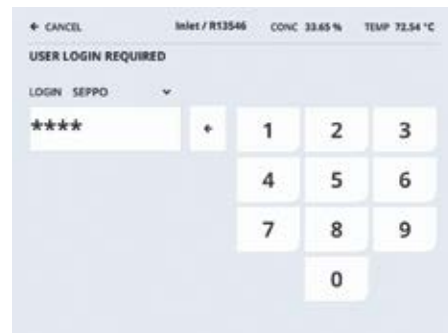 ← CANCEL Inlet / R13546 CONC 33.65 % TEMP 72.54 °C
USER LOGIN REQUIRED
LOGIN SEPPO
**** ← 1 2 3
4 5 6
7 8 9
0